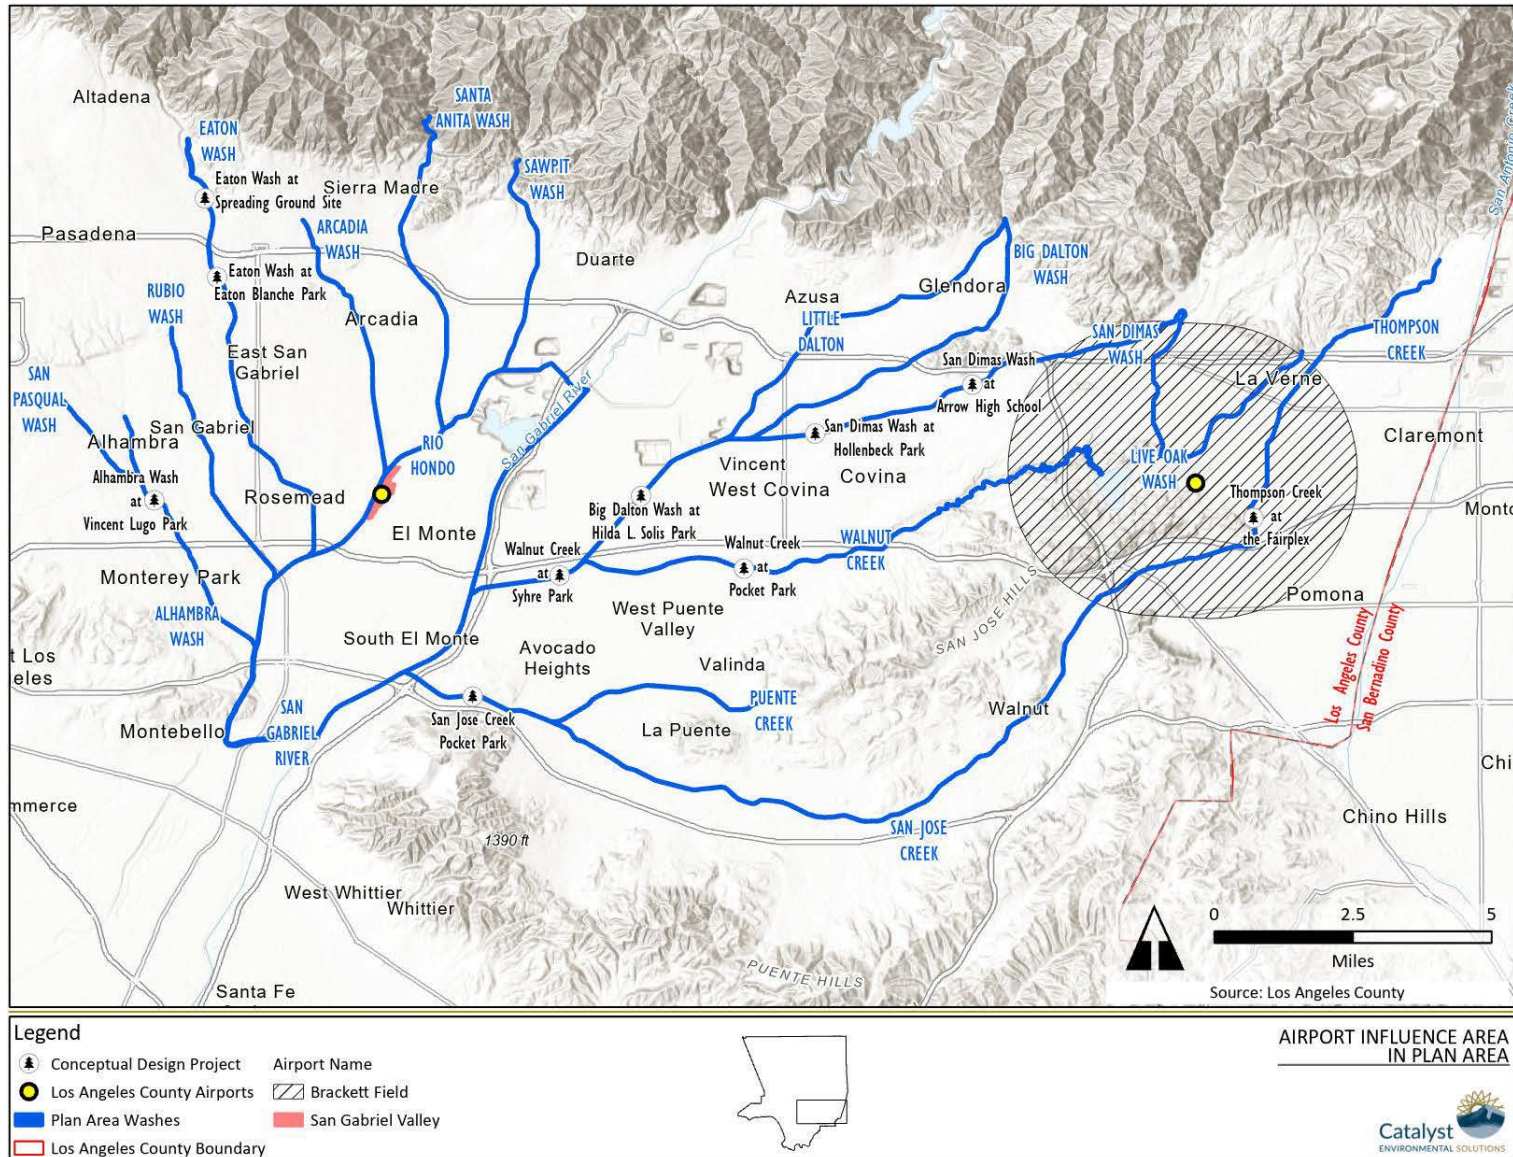 Altadena
EATON
WASH
SANTA
ANITA WASH
Eaton Wash at
Spreading Ground Site
Sierra Madre
SAWPIT
WASH
San Antonio Creek
Pasadena
ARCADIA
WASH
Duarte
BIG DALTON
WASH
Eaton Wash at
Eaton Blanche Park
RUBIO
WASH
Arcadia
Azusa
Glendora
LITTLE
DALTON
SAN DIMAS
WASH
THOMPSON
CREEK
East San
Gabriel
San Dimas Wash
at
Arrow High School
La Verne
SAN
PASQUAL
WASH
San Gabriel
Alhambra
San Gabriel River
San Dimas Wash at
Hollenbeck Park
Claremont
RIO
HONDO
Vincent
West Covina
Covina
LIVE OAK
WASH
Alhambra Wash
at
Vincent Lugo Park
Rosemead
El Monte
Big Dalton Wash at
Hilda L. Solis Park
Thompson Creek
at
the Fairplex
Montc
Walnut Creek
at
Syhre Park
Walnut Creek
at
Pocket Park
WALNUT
CREEK
Monterey Park
ALHAMBRA
WASH
West Puente
Valley
SAN JOSE HILLS
Pomona
South El Monte
Avocado
Heights
Valinda
t Los
eles
Los Angeles County
San Bernadino County
Montebello
SAN
GABRIEL
RIVER
San Jose Creek
Pocket Park
La Puente
PUENTE
CREEK
Walnut
Chi
mmerce
1390 ft
SAN JOSE
CREEK
Chino Hills
West Whittier
Whittier
PUENTE HILLS
Santa Fe
0 2.5 5
Miles
Source: Los Angeles County
Legend
Conceptual Design Project
Los Angeles County Airports
Plan Area Washes
Los Angeles County Boundary
Airport Name
Brackett Field
San Gabriel Valley
AIRPORT INFLUENCE AREA
IN PLAN AREA
Catalyst
ENVIRONMENTAL SOLUTIONS